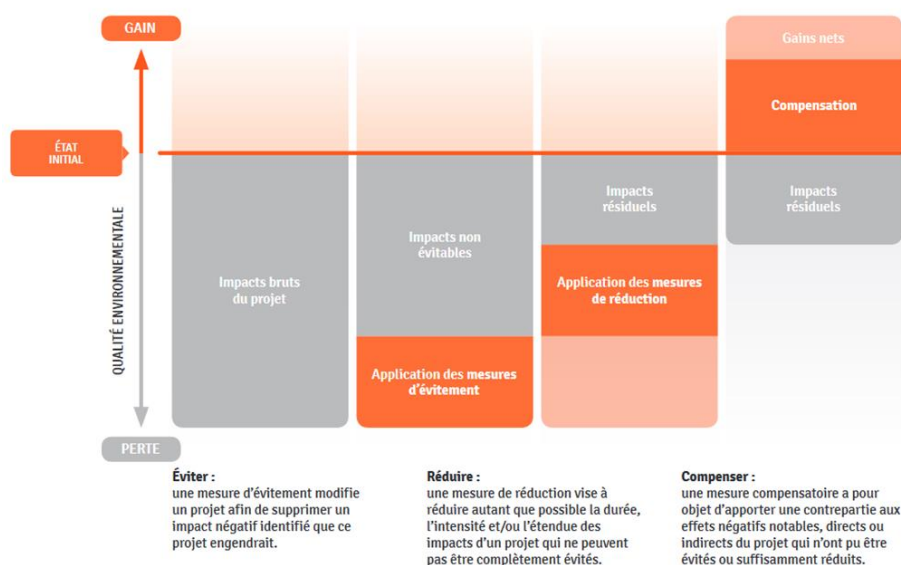 GAIN
ÉTAT
INITIAL
QUALITÉ ENVIRONNEMENTALE
PERTE
Impacts bruts
du projet
Impacts non
évitables
Application des mesures
d'évitement
Impacts
résiduels
Application des mesures
de réduction
Gains nets
Compensation
Impacts
résiduels
Éviter :
une mesure d'évitement modifie
un projet afin de supprimer un
impact négatif identifié que ce
projet engendrait.
Réduire :
une mesure de réduction vise à
réduire autant que possible la durée,
l'intensité et/ou l'étendue des
impacts d'un projet qui ne peuvent
pas être complètement évités.
Compenser :
une mesure compensatoire a pour
objet d'apporter une contrepartie aux
effets négatifs notables, directs ou
indirects du projet qui n'ont pu être
évités ou suffisamment réduits.